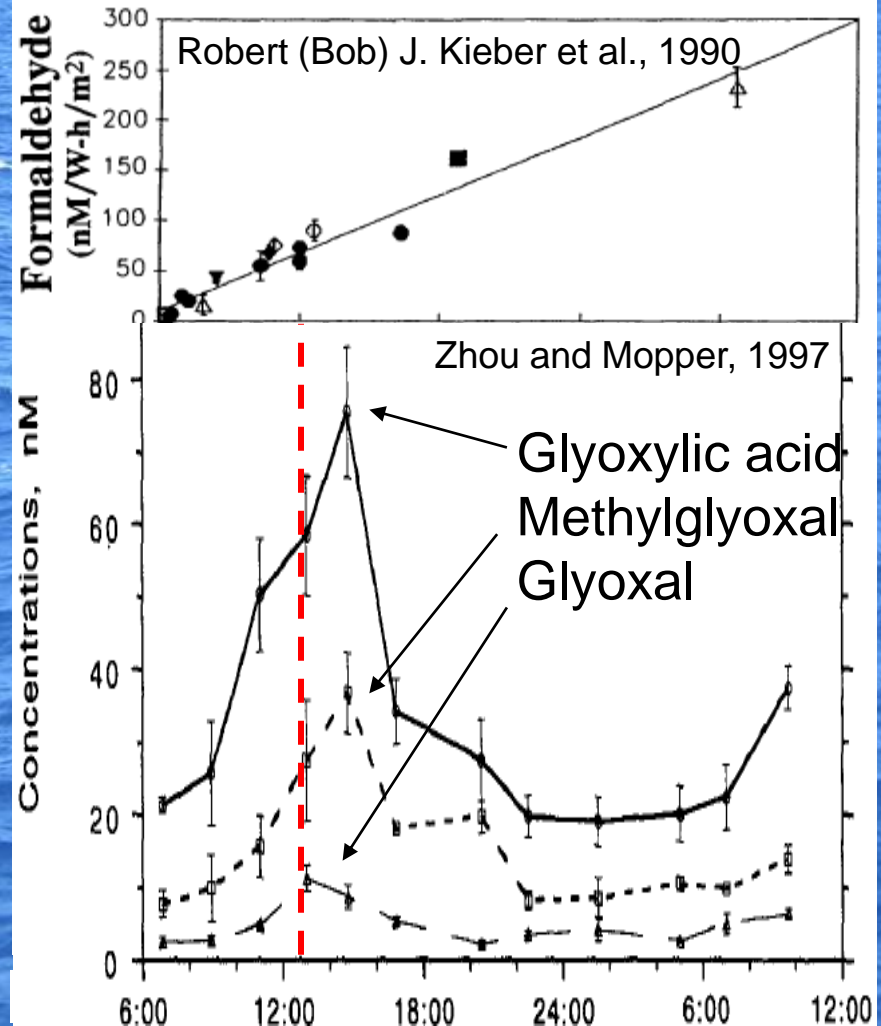 Formaldehyde
(nM/W-h/m²)
300
250
200
150
100
50
0
Robert (Bob) J. Kieber et al., 1990
Zhou and Mopper, 1997
Concentrations, nM
80
60
40
20
0
Glyoxylic acid
Methylglyoxal
Glyoxal
6:00 12:00 18:00 24:00 6:00 12:00